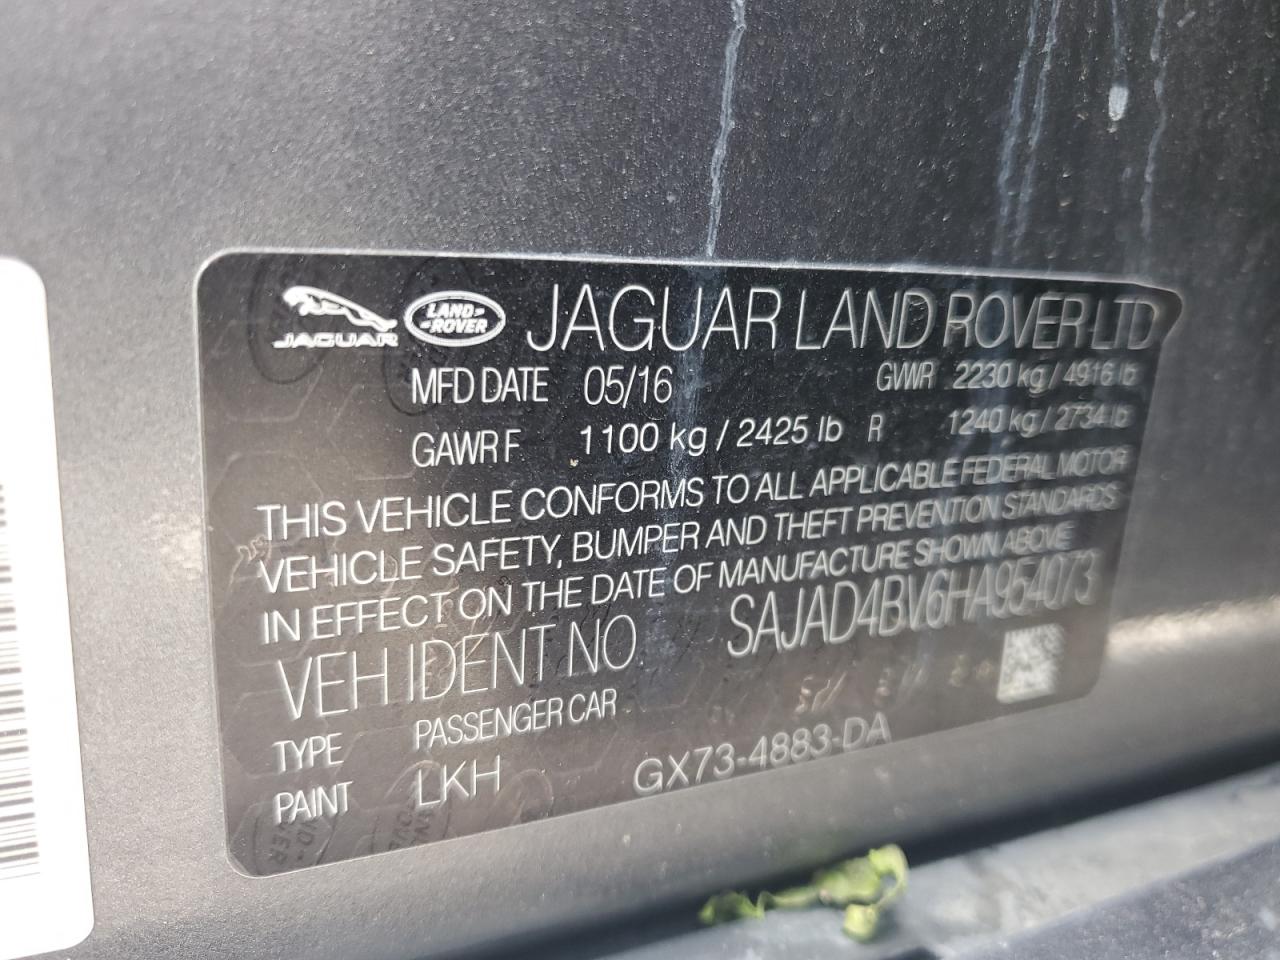 JAGUAR LAND-ROVER JAGUAR LAND ROVER LTD
MFD DATE 05/16 GVWR 2230 kg / 4916 lb
GAWR F 1100 kg / 2425 lb R 1240 kg / 2734 lb
THIS VEHICLE CONFORMS TO ALL APPLICABLE FEDERAL MOTOR
VEHICLE SAFETY, BUMPER AND THEFT PREVENTION STANDARDS
IN EFFECT ON THE DATE OF MANUFACTURE SHOWN ABOVE
VEH IDENT NO. SAJAD4BV6HA954073
TYPE PASSENGER CAR
PAINT LKH GX73-4883-DA